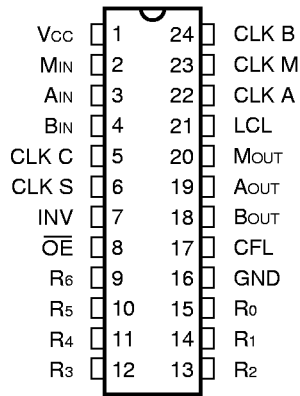 Vcc 1 24 CLK B
MIN 2 23 CLK M
AIN 3 22 CLK A
BIN 4 21 LCL
CLK C 5 20 MOUT
CLK S 6 19 AOUT
INV 7 18 BOUT
O̅E̅ 8 17 CFL
R6 9 16 GND
R5 10 15 R0
R4 11 14 R1
R3 12 13 R2